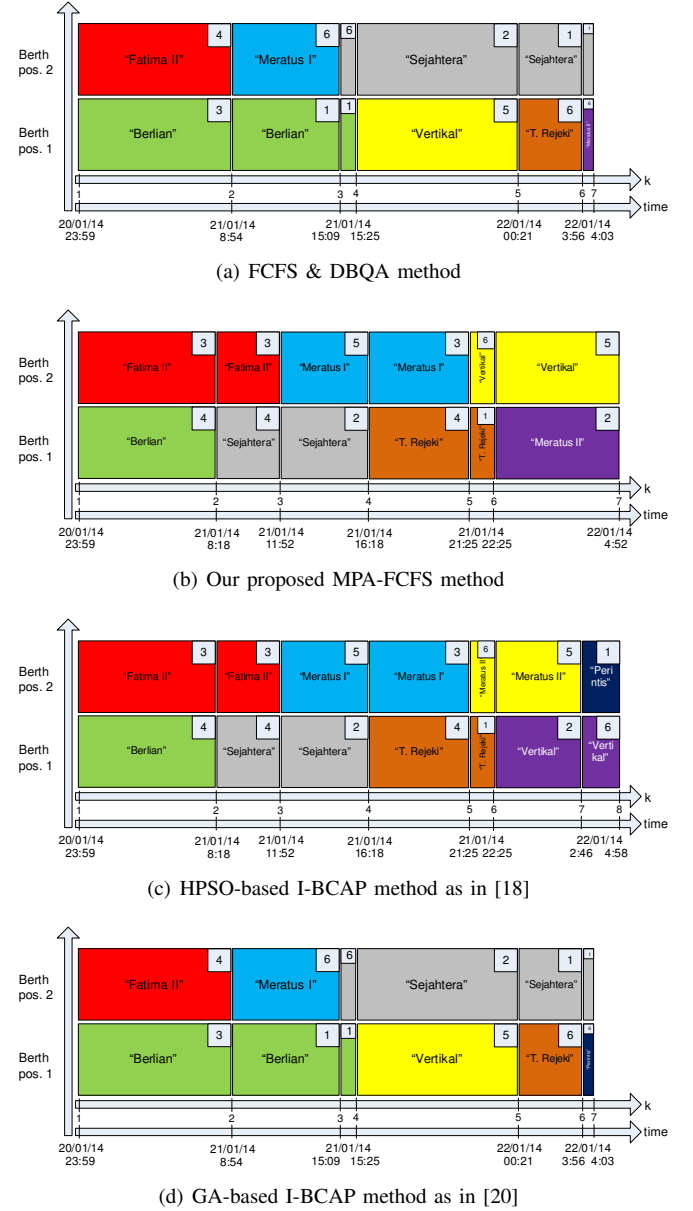 Berth
pos. 2
4
6
6
2
1
1
“Fatima II”
“Meratus I”
“Sejahtera”
“Sejahtera”
Berth
pos. 1
3
1
1
5
6
6
“Berlian”
“Berlian”
“Vertikal”
“T. Rejeki”
“Meratus II”
k
1
2
3
4
5
6
7
time
20/01/14
21/01/14
21/01/14
22/01/14
22/01/14
23:59
8:54
15:09
15:25
00:21
3:56
4:03
(a) FCFS & DBQA method
Berth
pos. 2
3
3
5
3
6
5
“Fatima II”
“Fatima II”
“Meratus I”
“Meratus I”
“Vertikal”
“Vertikal”
Berth
pos. 1
4
4
2
4
1
2
“Berlian”
“Sejahtera”
“Sejahtera”
“T. Rejeki”
“T. Rejeki”
“Meratus II”
k
1
2
3
4
5
6
7
time
20/01/14
21/01/14
21/01/14
21/01/14
21/01/14
22/01/14
23:59
8:18
11:52
16:18
21:25
22:25
4:52
(b) Our proposed MPA-FCFS method
Berth
pos. 2
3
3
5
3
6
5
1
“Fatima II”
“Fatima II”
“Meratus I”
“Meratus I”
“Meratus II”
“Meratus II”
“Peri
ntis”
Berth
pos. 1
4
4
2
4
1
2
6
“Berlian”
“Sejahtera”
“Sejahtera”
“T. Rejeki”
“T. Rejeki”
“Vertikal”
“Verti
kal”
k
1
2
3
4
5
6
7
8
time
20/01/14
21/01/14
21/01/14
21/01/14
21/01/14
22/01/14
23:59
8:18
11:52
16:18
21:25
22:25
2:46
4:58
(c) HPSO-based I-BCAP method as in [18]
Berth
pos. 2
4
6
6
2
1
1
“Fatima II”
“Meratus I”
“Sejahtera”
“Sejahtera”
Berth
pos. 1
3
1
1
5
6
6
“Berlian”
“Berlian”
“Vertikal”
“T. Rejeki”
k
1
2
3
4
5
6
7
time
20/01/14
21/01/14
21/01/14
22/01/14
22/01/14
23:59
8:54
15:09
15:25
00:21
3:56
4:03
(d) GA-based I-BCAP method as in [20]